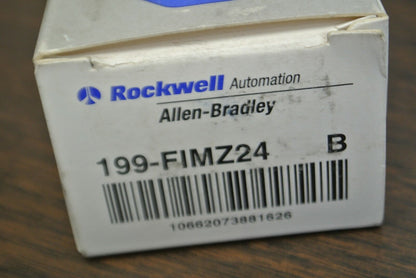 Rockwell Automation
Allen-Bradley
199-FIMZ24 B
10662073881626